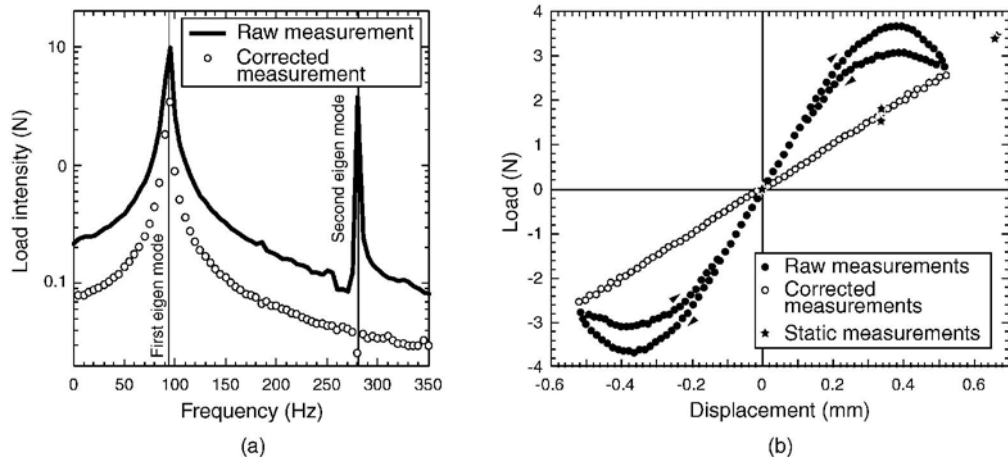 Raw measurement
Corrected
measurement
First eigen mode
Second eigen mode
Load intensity (N)
10
0
0.1
0 50 100 150 200 250 300 350
Frequency (Hz)
(a)
Raw measurements
Corrected
measurements
Static measurements
Load (N)
4
3
2
1
0
-1
-2
-3
-4
-0.6 -0.4 -0.2 0 0.2 0.4 0.6
Displacement (mm)
(b)